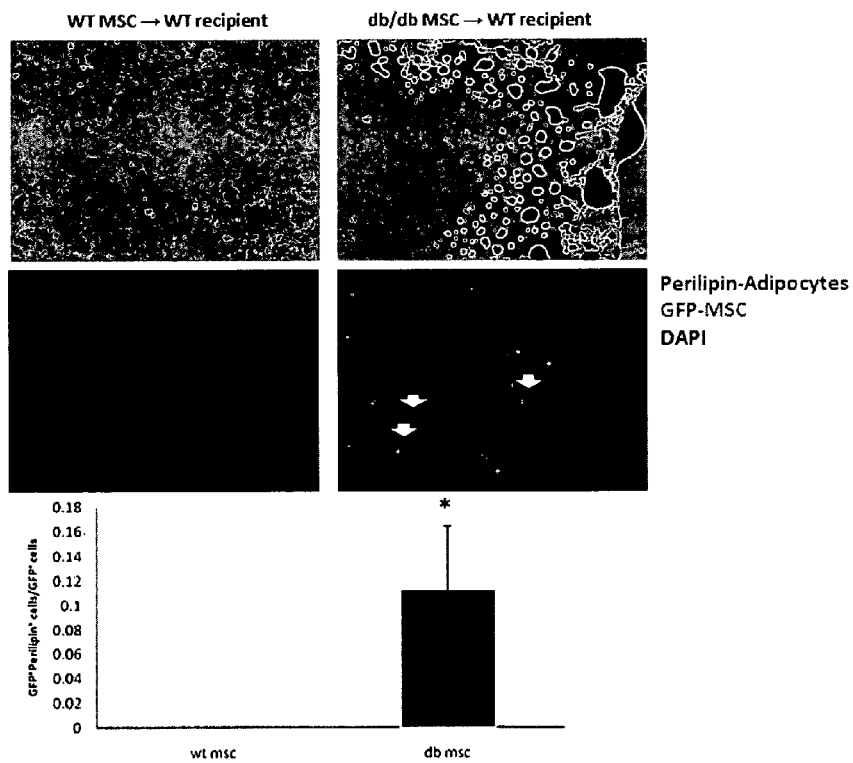 WT MSC → WT recipient
db/db MSC → WT recipient
Perilipin-Adipocytes
GFP-MSC
DAPI
*
0.18
0.16
0.14
0.12
0.1
0.08
0.06
0.04
0.02
0
GFP⁺Perilipin⁺ cells/GFP⁺ cells
wt msc
db msc